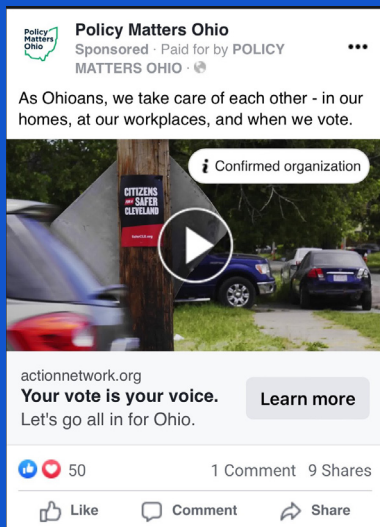 Policy
Matters
Ohio
Policy Matters Ohio
Sponsored · Paid for by POLICY
MATTERS OHIO ·
As Ohioans, we take care of each other - in our
homes, at our workplaces, and when we vote.
i Confirmed organization
CITIZENS
SAFER
CLEVELAND
actionnetwork.org
Your vote is your voice.
Let's go all in for Ohio.
Learn more
50
1 Comment 9 Shares
Like
Comment
Share